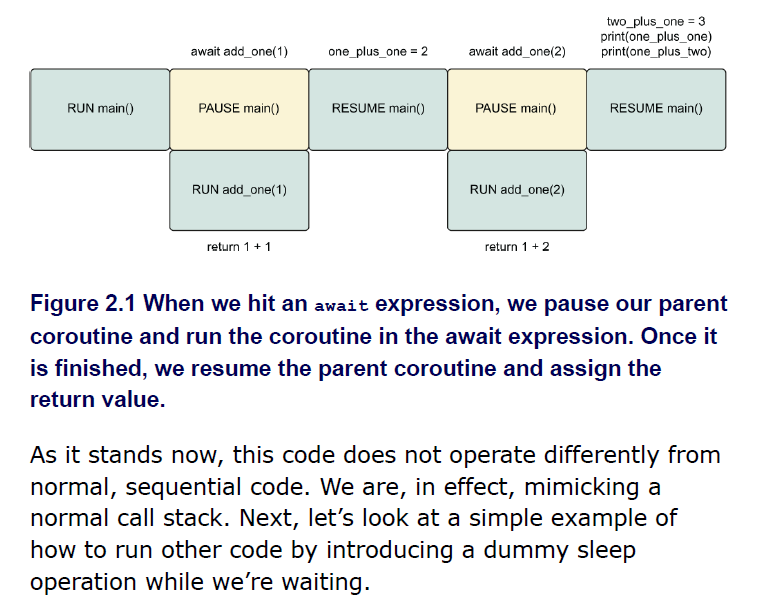 two_plus_one = 3
print(one_plus_one)
print(one_plus_two)
await add_one(1)
one_plus_one = 2
await add_one(2)
RUN main()
PAUSE main()
RESUME main()
PAUSE main()
RESUME main()
RUN add_one(1)
RUN add_one(2)
return 1 + 1
return 1 + 2
Figure 2.1 When we hit an await expression, we pause our parent
coroutine and run the coroutine in the await expression. Once it
is finished, we resume the parent coroutine and assign the
return value.
As it stands now, this code does not operate differently from
normal, sequential code. We are, in effect, mimicking a
normal call stack. Next, let’s look at a simple example of
how to run other code by introducing a dummy sleep
operation while we’re waiting.